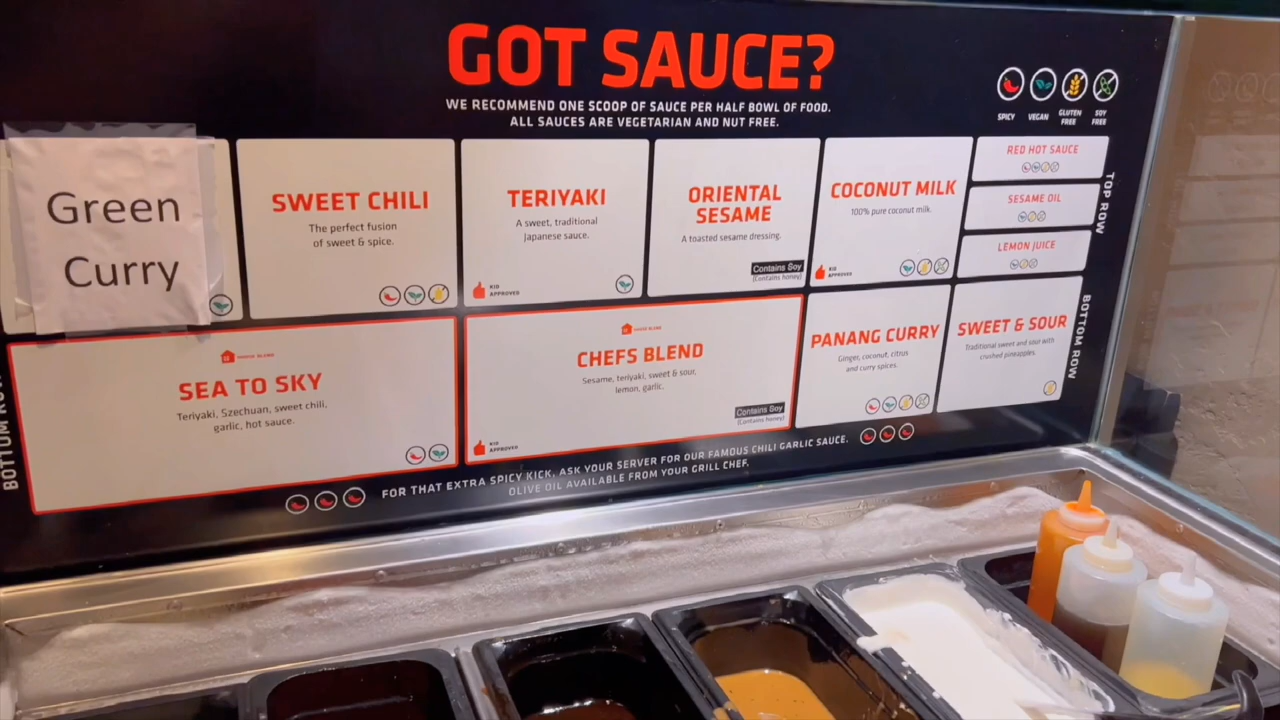 GOT SAUCE?
WE RECOMMEND ONE SCOOP OF SAUCE PER HALF BOWL OF FOOD.
ALL SAUCES ARE VEGETARIAN AND NUT FREE.
SPICY
VEGAN
GLUTEN
FREE
SOY
FREE
Green
Curry
SWEET CHILI
The perfect fusion
of sweet & spice.
TERIYAKI
A sweet, traditional
Japanese sauce.
KID
APPROVED
ORIENTAL
SESAME
A toasted sesame dressing.
Contains Soy
(Contains honey)
COCONUT MILK
100% pure coconut milk.
KID
APPROVED
RED HOT SAUCE
SESAME OIL
LEMON JUICE
TOP ROW
BOTTOM ROW
SEA TO SKY
Teriyaki, Szechuan, sweet chili,
garlic, hot sauce.
HOUSE BLEND
CHEFS BLEND
Sesame, teriyaki, sweet & sour,
lemon, garlic.
KID
APPROVED
Contains Soy
(Contains honey)
PANANG CURRY
Ginger, coconut, citrus
and curry spices.
SWEET & SOUR
Traditional sweet and sour with
crushed pineapples.
BOTTOM ROW
FOR THAT EXTRA SPICY KICK, ASK YOUR SERVER FOR OUR FAMOUS CHILI GARLIC SAUCE.
OLIVE OIL AVAILABLE FROM YOUR GRILL CHEF.